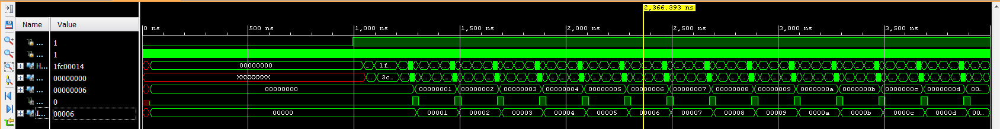 2,366.393 ns
Name Value
0 ns 500 ns 1,000 ns 1,500 ns 2,000 ns 2,500 ns 3,000 ns 3,500 ns
... 1
... 1
H... 1fc00014 00000000 1f...
... 00000000 XXXXXXXX 3c...
... 00000006 00000000 00000001 00000002 00000003 00000004 00000005 00000006 00000007 00000008 00000009 0000000a 0000000b 0000000c 0000000d 00...
... 0
I... 00006 00000 00001 00002 00003 00004 00005 00006 00007 00008 00009 0000a 0000b 0000c 0000d 00...